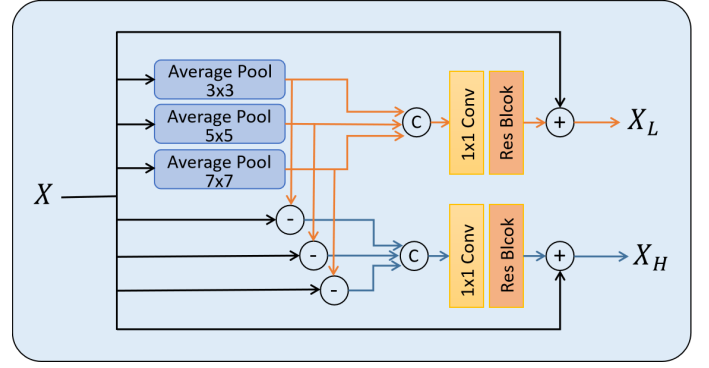 Average Pool
3x3
Average Pool
5x5
Average Pool
7x7
X
C
1x1 Conv
Res Blcok
+
X_L
-
-
-
C
1x1 Conv
Res Blcok
+
X_H